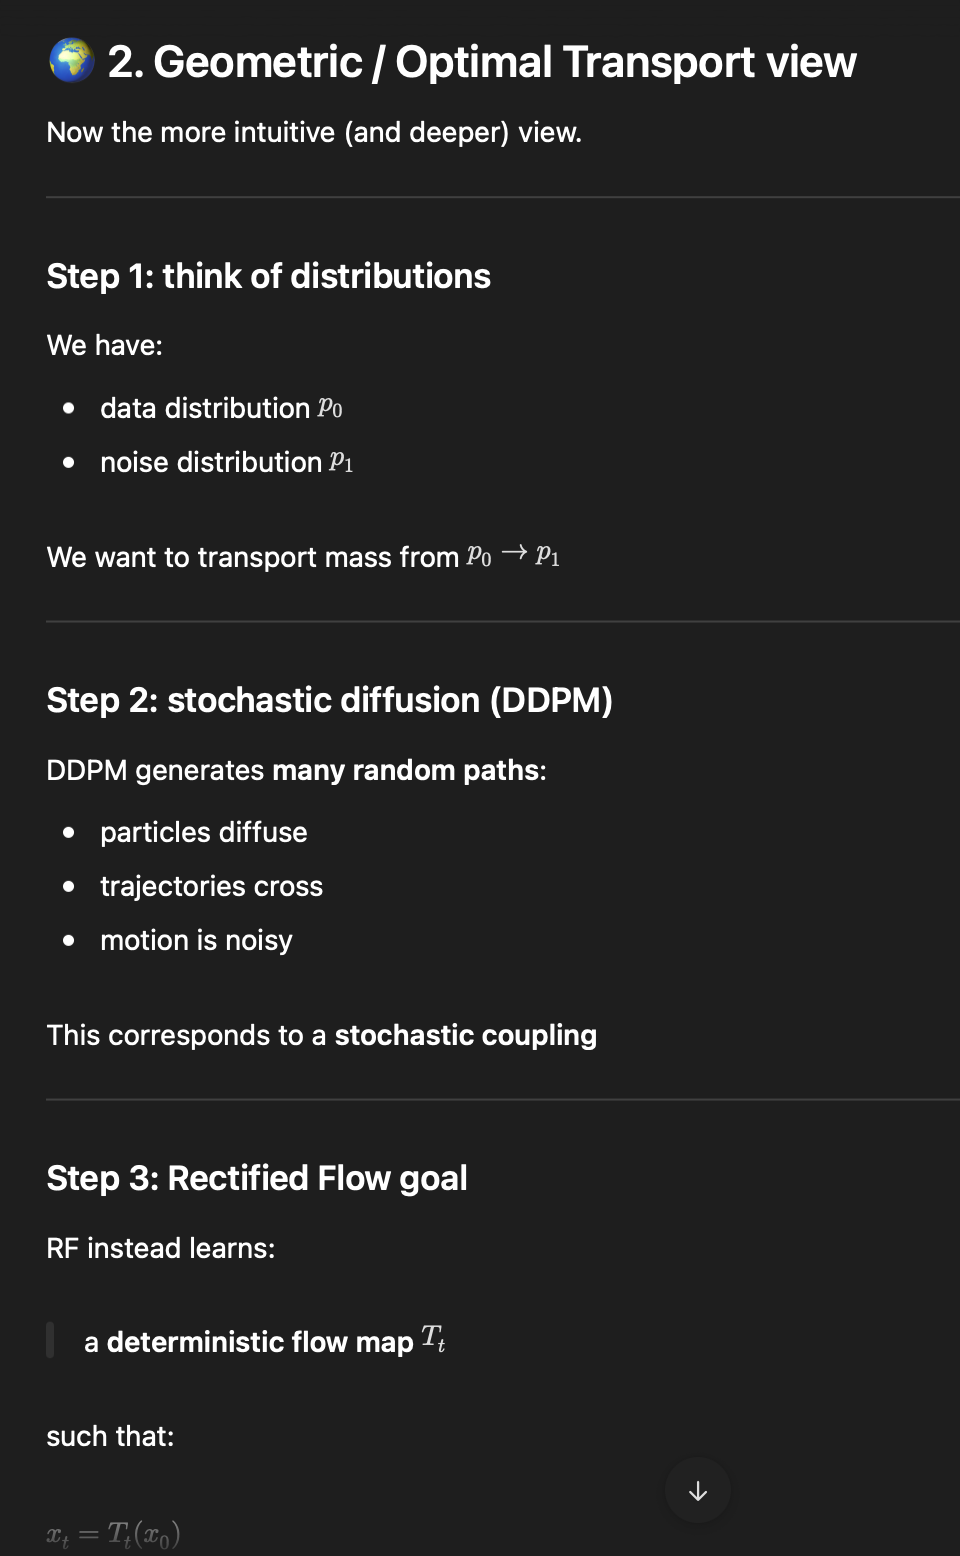 🌍 2. Geometric / Optimal Transport view
Now the more intuitive (and deeper) view.
Step 1: think of distributions
We have:
• data distribution p₀
• noise distribution p₁
We want to transport mass from p₀ → p₁
Step 2: stochastic diffusion (DDPM)
DDPM generates many random paths:
• particles diffuse
• trajectories cross
• motion is noisy
This corresponds to a stochastic coupling
Step 3: Rectified Flow goal
RF instead learns:
a deterministic flow map Tₜ
such that:
xₜ = Tₜ(x₀)